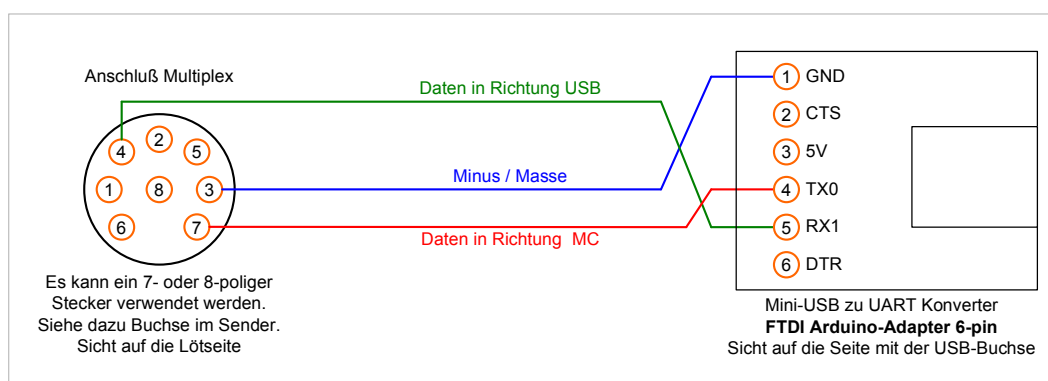 Anschluß Multiplex
4
2
5
1
8
3
6
7
Es kann ein 7- oder 8-poliger
Stecker verwendet werden.
Siehe dazu Buchse im Sender.
Sicht auf die Lötseite
Daten in Richtung USB
Minus / Masse
Daten in Richtung MC
1 GND
2 CTS
3 5V
4 TX0
5 RX1
6 DTR
Mini-USB zu UART Konverter
FTDI Arduino-Adapter 6-pin
Sicht auf die Seite mit der USB-Buchse